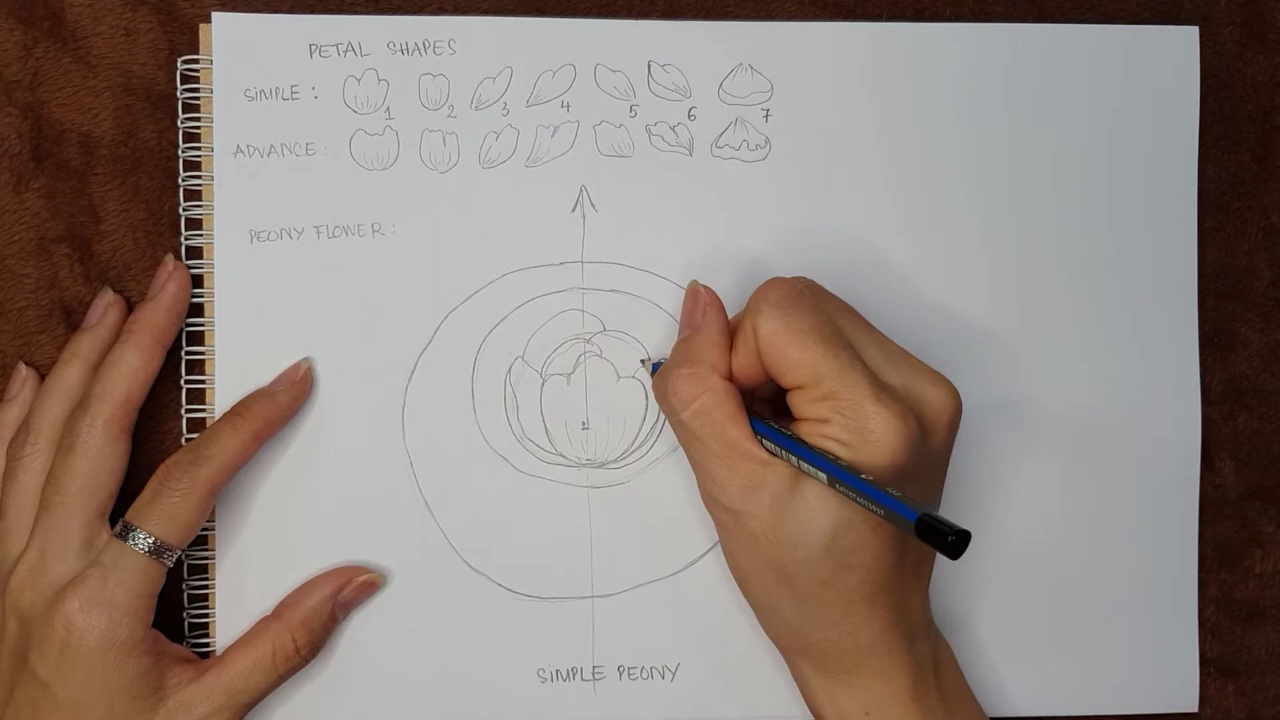 PETAL SHAPES
SIMPLE :
1 2 3 4 5 6 7
ADVANCE :
PEONY FLOWER :
SIMPLE PEONY